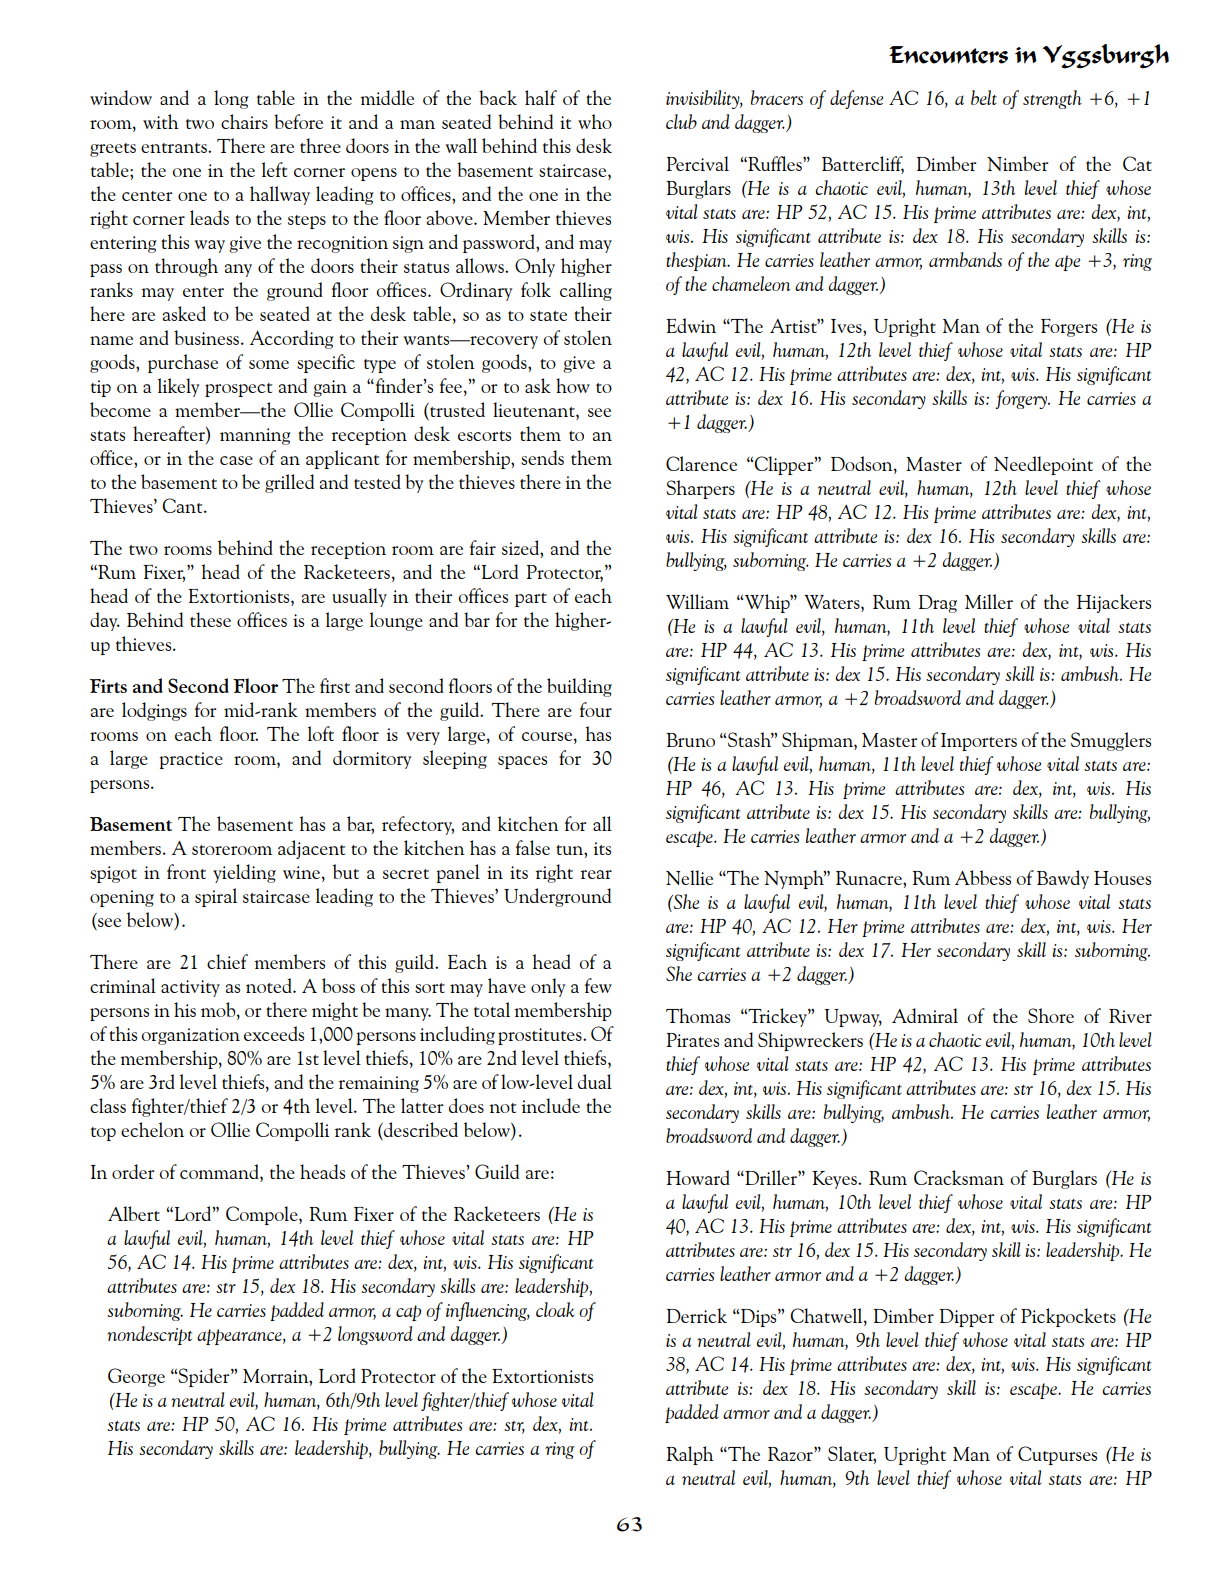 Encounters in Yggsburgh
window and a long table in the middle of the back half of the
room, with two chairs before it and a man seated behind it who
greets entrants. There are three doors in the wall behind this desk
table; the one in the left corner opens to the basement staircase,
the center one to a hallway leading to offices, and the one in the
right corner leads to the steps to the floor above. Member thieves
entering this way give the recognition sign and password, and may
pass on through any of the doors their status allows. Only higher
ranks may enter the ground floor offices. Ordinary folk calling
here are asked to be seated at the desk table, so as to state their
name and business. According to their wants—recovery of stolen
goods, purchase of some specific type of stolen goods, to give a
tip on a likely prospect and gain a “finder’s fee,” or to ask how to
become a member—the Ollie Compolli (trusted lieutenant, see
stats hereafter) manning the reception desk escorts them to an
office, or in the case of an applicant for membership, sends them
to the basement to be grilled and tested by the thieves there in the
Thieves’ Cant.
The two rooms behind the reception room are fair sized, and the
“Rum Fixer,” head of the Racketeers, and the “Lord Protector,”
head of the Extortionists, are usually in their offices part of each
day. Behind these offices is a large lounge and bar for the higher-
up thieves.
Firts and Second Floor The first and second floors of the building
are lodgings for mid-rank members of the guild. There are four
rooms on each floor. The loft floor is very large, of course, has
a large practice room, and dormitory sleeping spaces for 30
persons.
Basement The basement has a bar, refectory, and kitchen for all
members. A storeroom adjacent to the kitchen has a false tun, its
spigot in front yielding wine, but a secret panel in its right rear
opening to a spiral staircase leading to the Thieves’ Underground
(see below).
There are 21 chief members of this guild. Each is a head of a
criminal activity as noted. A boss of this sort may have only a few
persons in his mob, or there might be many. The total membership
of this organization exceeds 1,000 persons including prostitutes. Of
the membership, 80% are 1st level thiefs, 10% are 2nd level thiefs,
5% are 3rd level thiefs, and the remaining 5% are of low-level dual
class fighter/thief 2/3 or 4th level. The latter does not include the
top echelon or Ollie Compolli rank (described below).
In order of command, the heads of the Thieves’ Guild are:
Albert “Lord” Compole, Rum Fixer of the Racketeers (He is
a lawful evil, human, 14th level thief whose vital stats are: HP
56, AC 14. His prime attributes are: dex, int, wis. His significant
attributes are: str 15, dex 18. His secondary skills are: leadership,
suborning. He carries padded armor, a cap of influencing, cloak of
nondescript appearance, a +2 longsword and dagger.)
George “Spider” Morrain, Lord Protector of the Extortionists
(He is a neutral evil, human, 6th/9th level fighter/thief whose vital
stats are: HP 50, AC 16. His prime attributes are: str, dex, int.
His secondary skills are: leadership, bullying. He carries a ring of
invisibility, bracers of defense AC 16, a belt of strength +6, +1
club and dagger.)
Percival “Ruffles” Battercliff, Dimber Nimber of the Cat
Burglars (He is a chaotic evil, human, 13th level thief whose
vital stats are: HP 52, AC 15. His prime attributes are: dex, int,
wis. His significant attribute is: dex 18. His secondary skills is:
thespian. He carries leather armor, armbands of the ape +3, ring
of the chameleon and dagger.)
Edwin “The Artist” Ives, Upright Man of the Forgers (He is
a lawful evil, human, 12th level thief whose vital stats are: HP
42, AC 12. His prime attributes are: dex, int, wis. His significant
attribute is: dex 16. His secondary skills is: forgery. He carries a
+1 dagger.)
Clarence “Clipper” Dodson, Master of Needlepoint of the
Sharpers (He is a neutral evil, human, 12th level thief whose
vital stats are: HP 48, AC 12. His prime attributes are: dex, int,
wis. His significant attribute is: dex 16. His secondary skills are:
bullying, suborning. He carries a +2 dagger.)
William “Whip” Waters, Rum Drag Miller of the Hijackers
(He is a lawful evil, human, 11th level thief whose vital stats
are: HP 44, AC 13. His prime attributes are: dex, int, wis. His
significant attribute is: dex 15. His secondary skill is: ambush. He
carries leather armor, a +2 broadsword and dagger.)
Bruno “Stash” Shipman, Master of Importers of the Smugglers
(He is a lawful evil, human, 11th level thief whose vital stats are:
HP 46, AC 13. His prime attributes are: dex, int, wis. His
significant attribute is: dex 15. His secondary skills are: bullying,
escape. He carries leather armor and a +2 dagger.)
Nellie “The Nymph” Runacre, Rum Abbess of Bawdy Houses
(She is a lawful evil, human, 11th level thief whose vital stats
are: HP 40, AC 12. Her prime attributes are: dex, int, wis. Her
significant attribute is: dex 17. Her secondary skill is: suborning.
She carries a +2 dagger.)
Thomas “Trickey” Upway, Admiral of the Shore of River
Pirates and Shipwreckers (He is a chaotic evil, human, 10th level
thief whose vital stats are: HP 42, AC 13. His prime attributes
are: dex, int, wis. His significant attributes are: str 16, dex 15. His
secondary skills are: bullying, ambush. He carries leather armor,
broadsword and dagger.)
Howard “Driller” Keyes. Rum Cracksman of Burglars (He is
a lawful evil, human, 10th level thief whose vital stats are: HP
40, AC 13. His prime attributes are: dex, int, wis. His significant
attributes are: str 16, dex 15. His secondary skill is: leadership. He
carries leather armor and a +2 dagger.)
Derrick “Dips” Chatwell, Dimber Dipper of Pickpockets (He
is a neutral evil, human, 9th level thief whose vital stats are: HP
38, AC 14. His prime attributes are: dex, int, wis. His significant
attribute is: dex 18. His secondary skill is: escape. He carries
padded armor and a dagger.)
Ralph “The Razor” Slater, Upright Man of Cutpurses (He is
a neutral evil, human, 9th level thief whose vital stats are: HP
63